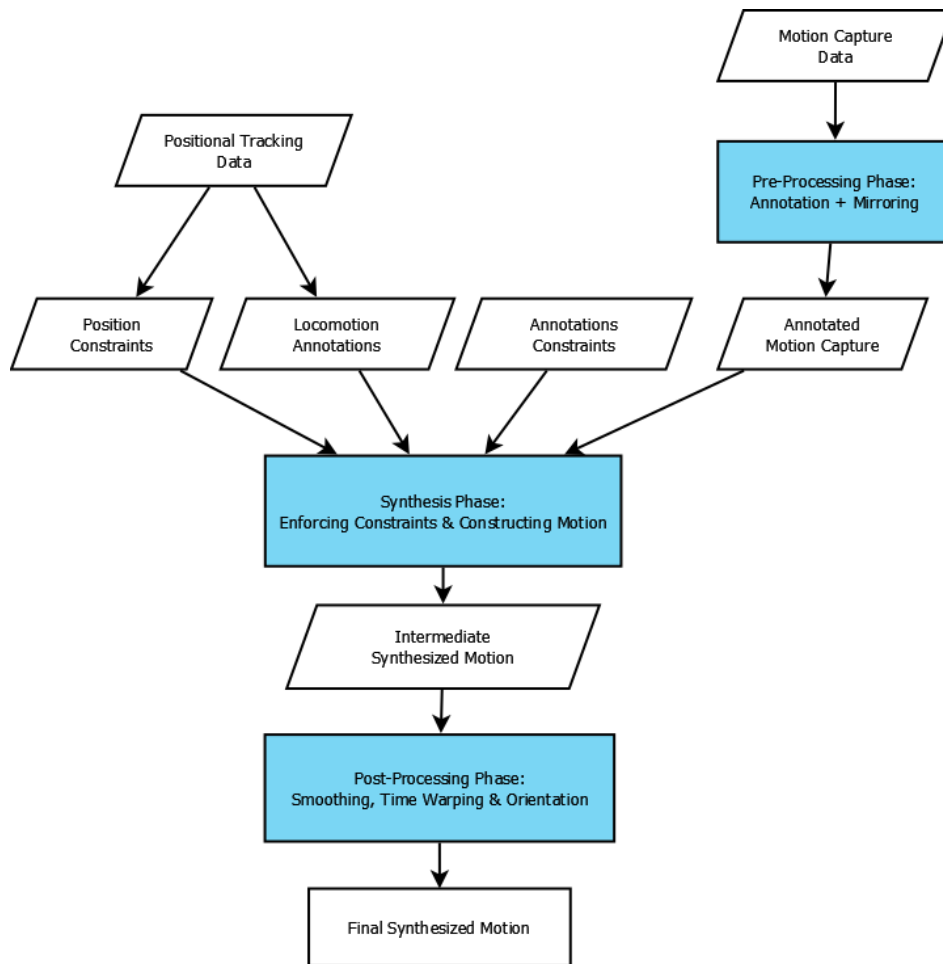 Motion Capture
Data
Positional Tracking
Data
Pre-Processing Phase:
Annotation + Mirroring
Position
Constraints
Locomotion
Annotations
Annotations
Constraints
Annotated
Motion Capture
Synthesis Phase:
Enforcing Constraints & Constructing Motion
Intermediate
Synthesized Motion
Post-Processing Phase:
Smoothing, Time Warping & Orientation
Final Synthesized Motion